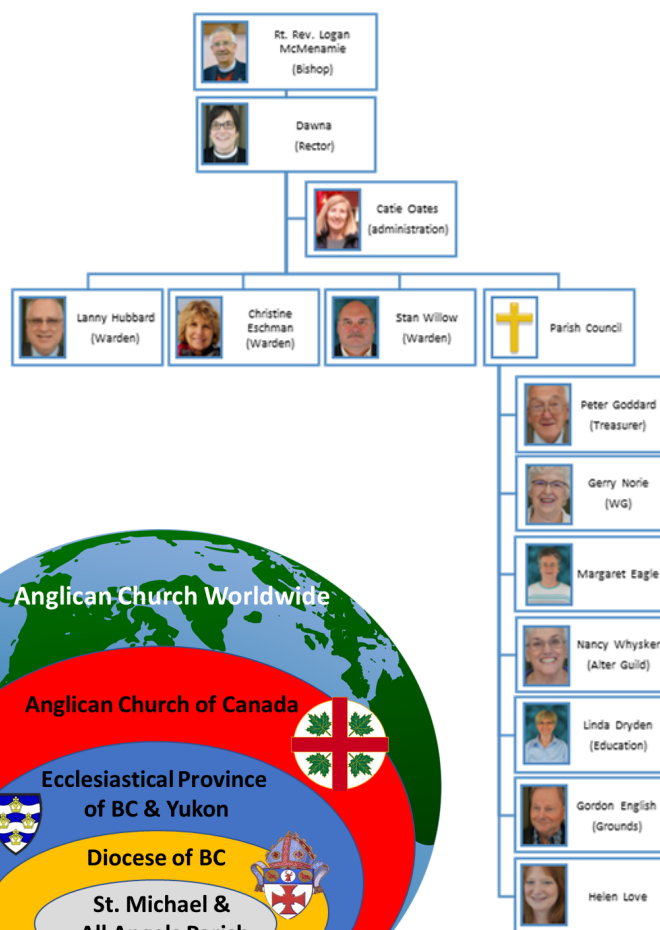 Rt. Rev. Logan
McMenamie
(Bishop)
Dawna
(Rector)
Catie Oates
(administration)
Lanny Hubbard
(Warden)
Christine
Eschman
(Warden)
Stan Willow
(Warden)
Parish Council
Peter Goddard
(Treasurer)
Gerry Norie
(WG)
Margaret Eagle
Nancy Whysker
(Alter Guild)
Linda Dryden
(Education)
Gordon English
(Grounds)
Helen Love
Anglican Church Worldwide
Anglican Church of Canada
Ecclesiastical Province
of BC & Yukon
Diocese of BC
St. Michael &
All Angels Parish